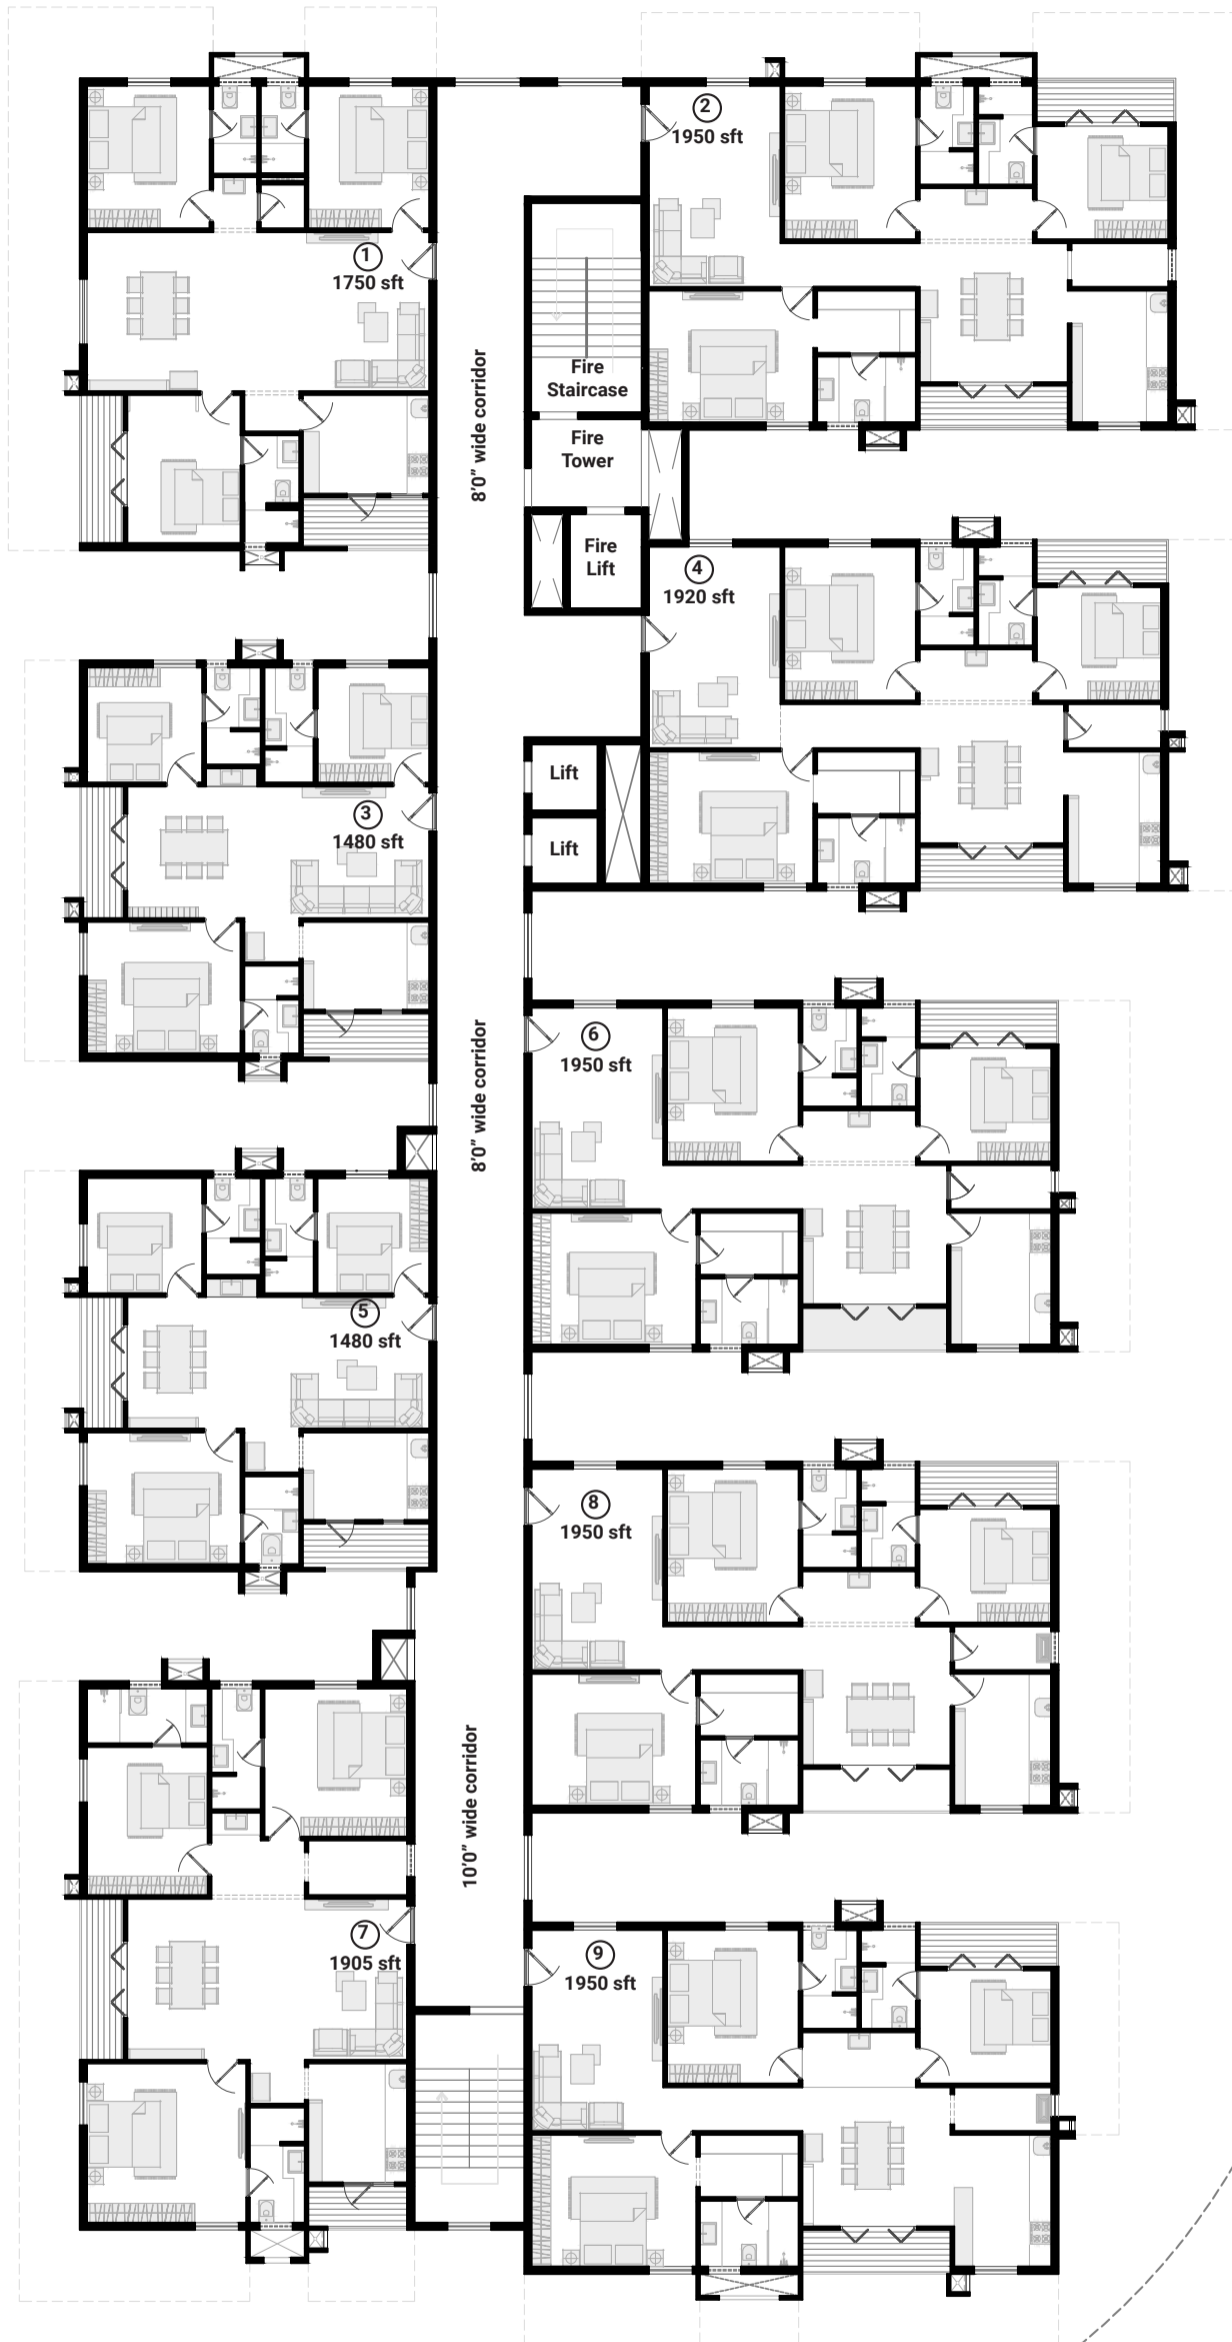 1
1750 sft
2
1950 sft
8'0" wide corridor
Fire
Staircase
Fire
Tower
Fire
Lift
4
1920 sft
3
1480 sft
Lift
Lift
8'0" wide corridor
6
1950 sft
5
1480 sft
8
1950 sft
10'0" wide corridor
7
1905 sft
9
1950 sft